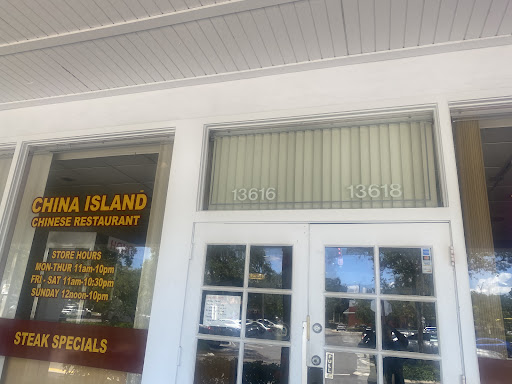 13616 13618
CHINA ISLAND
CHINESE RESTAURANT
STORE HOURS
MON-THUR 11am-10pm
FRI - SAT 11am-10:30pm
SUNDAY 12noon-10pm
STEAK SPECIALS
PULL